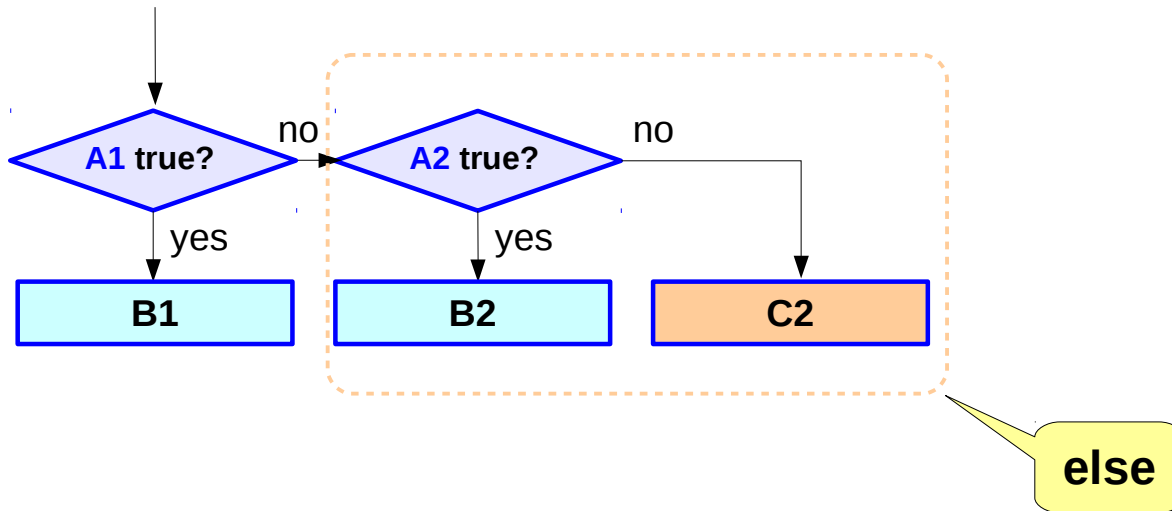 no
no
A1 true?
A2 true?
yes
yes
B1
B2
C2
else